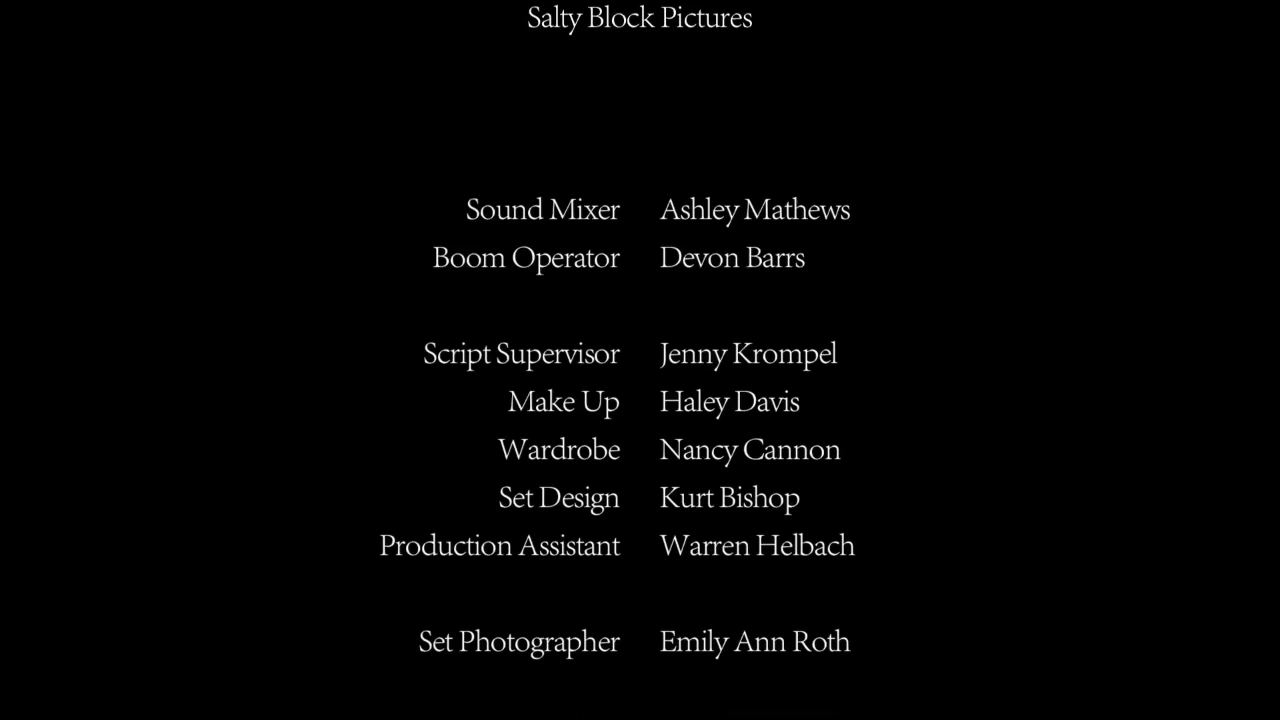 Salty Block Pictures
Sound Mixer Ashley Mathews
Boom Operator Devon Barrs
Script Supervisor Jenny Krompel
Make Up Haley Davis
Wardrobe Nancy Cannon
Set Design Kurt Bishop
Production Assistant Warren Helbach
Set Photographer Emily Ann Roth